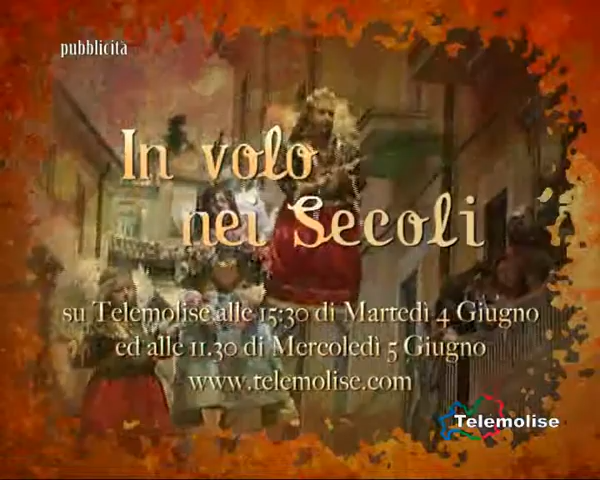 pubblicità
In volo
nei Secoli
su Telemolise alle 15:30 di Martedì 4 Giugno
ed alle 11.30 di Mercoledì 5 Giugno
www.telemolise.com
Telemolise